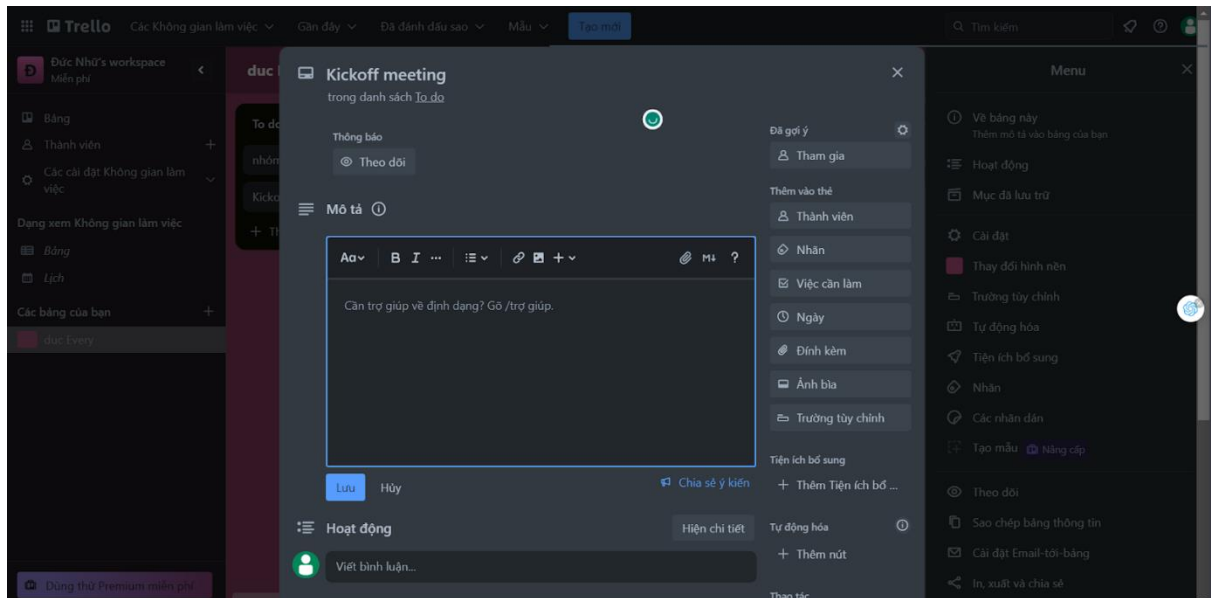 Trello
Các Không gian làm việc
Gần đây
Đã đánh dấu sao
Mẫu
Tạo mới
Tìm kiếm
Đ
Đức Nhữ's workspace
Miễn phí
Bảng
Thành viên
Các cài đặt Không gian làm
việc
Dạng xem Không gian làm việc
Bảng
Lịch
Các bảng của bạn
duc Every
Dùng thử Premium miễn phí
duc
To do
nhóm
Kicko
+ Th
Kickoff meeting
trong danh sách To do
Thông báo
Theo dõi
Mô tả
Aa
B I ...
M↓ ?
Cần trợ giúp về định dạng? Gõ /trợ giúp.
Lưu
Hủy
Chia sẻ ý kiến
Hoạt động
Hiện chi tiết
Viết bình luận...
Đã gợi ý
Tham gia
Thêm vào thẻ
Thành viên
Nhãn
Việc cần làm
Ngày
Đính kèm
Ảnh bìa
Trường tùy chỉnh
Tiện ích bổ sung
+ Thêm Tiện ích bổ ...
Tự động hóa
+ Thêm nút
Thao tác
Menu
Về bảng này
Thêm mô tả vào bảng của bạn
Hoạt động
Mục đã lưu trữ
Cài đặt
Thay đổi hình nền
Trường tùy chỉnh
Tự động hóa
Tiện ích bổ sung
Nhãn
Các nhãn dán
Tạo mẫu
Nâng cấp
Theo dõi
Sao chép bảng thông tin
Cài đặt Email-tới-bảng
In, xuất và chia sẻ